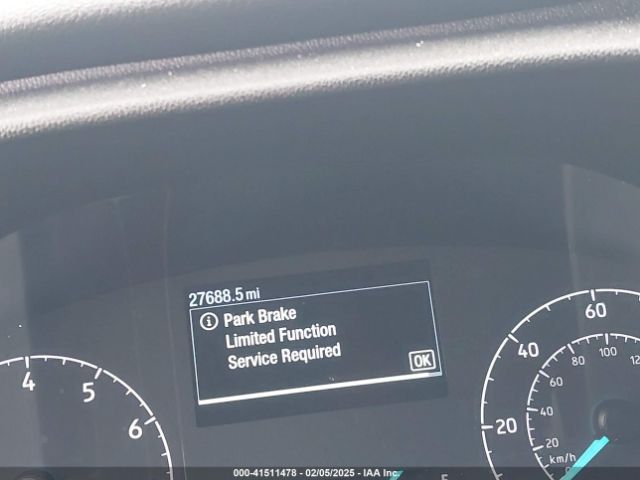 27688.5 mi
Park Brake
Limited Function
Service Required
OK
4
5
6
20
40
60
20
40
60
80
100
km/h
000-41511478 - 02/05/2025 - IAA Inc.